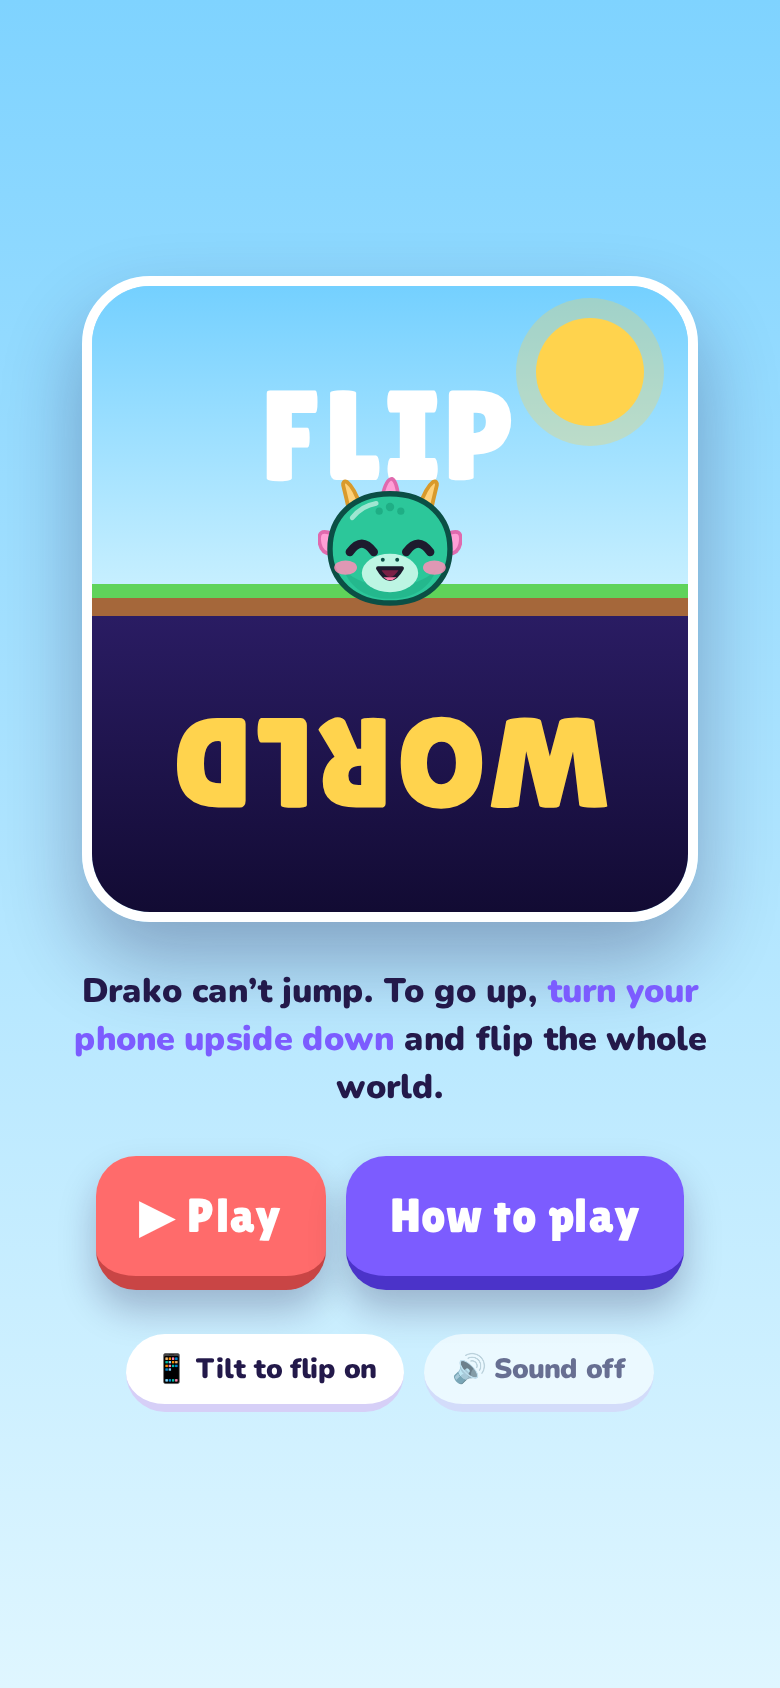 FLIP
WORLD
Drako can’t jump. To go up, turn your
phone upside down and flip the whole
world.
▶ Play
How to play
📱 Tilt to flip on
🔊 Sound off